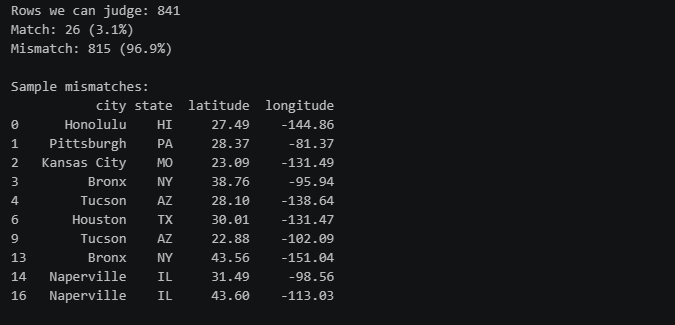 Rows we can judge: 841
Match: 26 (3.1%)
Mismatch: 815 (96.9%)

Sample mismatches:
           city state  latitude  longitude
0      Honolulu    HI     27.49    -144.86
1    Pittsburgh    PA     28.37     -81.37
2   Kansas City    MO     23.09    -131.49
3         Bronx    NY     38.76     -95.94
4        Tucson    AZ     28.10    -138.64
6       Houston    TX     30.01    -131.47
9        Tucson    AZ     22.88    -102.09
13        Bronx    NY     43.56    -151.04
14   Naperville    IL     31.49     -98.56
16   Naperville    IL     43.60    -113.03